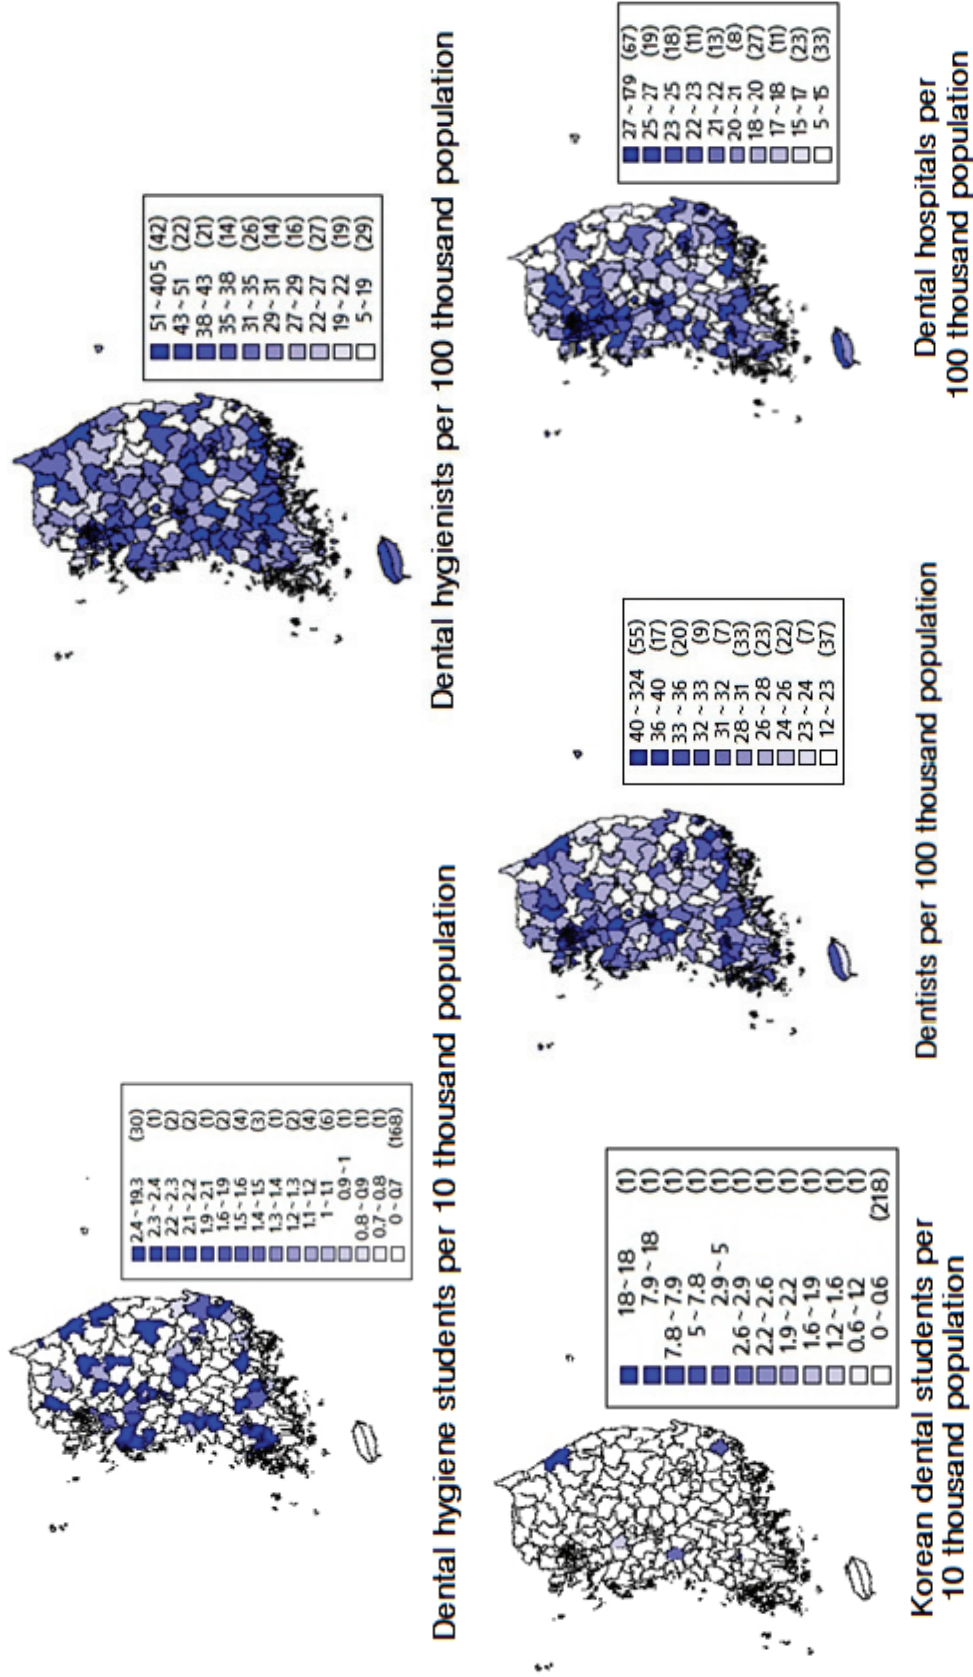 2.4 ~ 19.3 (30)
2.3 ~ 2.4 (1)
2.2 ~ 2.3 (2)
2.1 ~ 2.2 (2)
1.9 ~ 2.1 (1)
1.6 ~ 1.9 (2)
1.5 ~ 1.6 (4)
1.4 ~ 1.5 (3)
1.3 ~ 1.4 (1)
1.2 ~ 1.3 (2)
1.1 ~ 1.2 (4)
1 ~ 1.1 (6)
0.9 ~ 1 (1)
0.8 ~ 0.9 (1)
0.7 ~ 0.8 (1)
0 ~ 0.7 (168)
Dental hygiene students per 10 thousand population
51 ~ 405 (42)
43 ~ 51 (22)
38 ~ 43 (21)
35 ~ 38 (14)
31 ~ 35 (26)
29 ~ 31 (14)
27 ~ 29 (16)
22 ~ 27 (27)
19 ~ 22 (19)
5 ~ 19 (29)
Dental hygienists per 100 thousand population
18 ~ 18 (1)
7.9 ~ 18 (1)
7.8 ~ 7.9 (1)
5 ~ 7.8 (1)
2.9 ~ 5 (1)
2.6 ~ 2.9 (1)
2.2 ~ 2.6 (1)
1.9 ~ 2.2 (1)
1.6 ~ 1.9 (1)
1.2 ~ 1.6 (1)
0.6 ~ 1.2 (1)
0 ~ 0.6 (218)
Korean dental students per
10 thousand population
40 ~ 324 (55)
36 ~ 40 (17)
33 ~ 36 (20)
32 ~ 33 (9)
31 ~ 32 (7)
28 ~ 31 (33)
26 ~ 28 (23)
24 ~ 26 (22)
23 ~ 24 (7)
12 ~ 23 (37)
Dentists per 100 thousand population
27 ~ 179 (67)
25 ~ 27 (19)
23 ~ 25 (18)
22 ~ 23 (11)
21 ~ 22 (13)
20 ~ 21 (8)
18 ~ 20 (27)
17 ~ 18 (11)
15 ~ 17 (23)
5 ~ 15 (33)
Dental hospitals per
100 thousand population